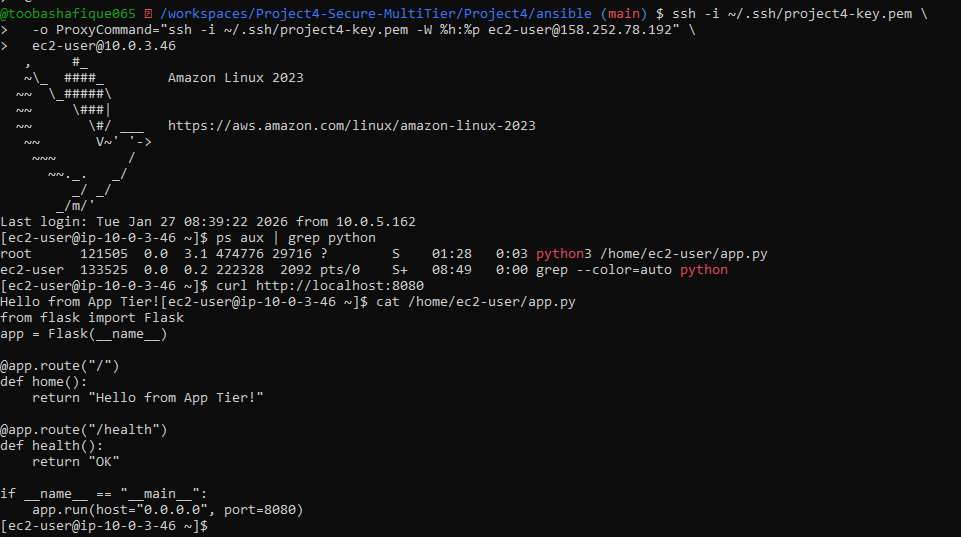 @toobashafique065 /workspaces/Project4-Secure-MultiTier/Project/ansible (main) $ ssh -i ~/.ssh/project4-key.pem \
>   -o ProxyCommand="ssh -i ~/.ssh/project4-key.pem -W %h:%p ec2-user@158.252.78.192" \
>   ec2-user@10.0.3.46
   ,     #_
   ~\_  ####_        Amazon Linux 2023
  ~~  \_#####\
  ~~     \###|
  ~~       \#/ ___   https://aws.amazon.com/linux/amazon-linux-2023
   ~~       V~' '->
    ~~~         /
      ~~._.   _/
         _/ _/
       _/m/'
Last login: Tue Jan 27 08:39:22 2026 from 10.0.5.162
[ec2-user@ip-10-0-3-46 ~]$ ps aux | grep python
root      121505  0.0  3.1 474776 29716 ?        S    01:28   0:03 python3 /home/ec2-user/app.py
ec2-user  133525  0.0  0.2 222328  2092 pts/0    S+   08:49   0:00 grep --color=auto python
[ec2-user@ip-10-0-3-46 ~]$ curl http://localhost:8080
Hello from App Tier![ec2-user@ip-10-0-3-46 ~]$ cat /home/ec2-user/app.py
from flask import Flask
app = Flask(__name__)

@app.route("/")
def home():
    return "Hello from App Tier!"

@app.route("/health")
def health():
    return "OK"

if __name__ == "__main__":
    app.run(host="0.0.0.0", port=8080)
[ec2-user@ip-10-0-3-46 ~]$